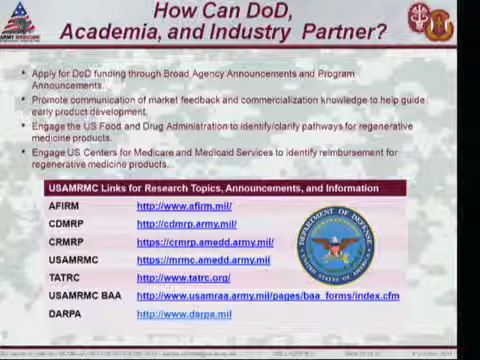 How Can DoD,
Academia, and Industry Partner?
ARMY MEDICINE
Apply for DoD funding through Broad Agency Announcements and Program
Announcements.
Promote communication of market feedback and commercialization knowledge to help guide
early product development.
Engage the US Food and Drug Administration to identify/clarify pathways for regenerative
medicine products.
Engage US Centers for Medicare and Medicaid Services to identify reimbursement for
regenerative medicine products.
USAMRMC Links for Research Topics, Announcements, and Information
AFIRM http://www.afirm.mil/
CDMRP http://cdmrp.army.mil/
CRMRP https://crmrp.amedd.army.mil/
USAMRMC https://mrmc.amedd.army.mil
TATRC http://www.tatrc.org/
USAMRMC BAA http://www.usamraa.army.mil/pages/baa_forms/index.cfm
DARPA http://www.darpa.mil
DEPARTMENT OF DEFENSE
UNITED STATES OF AMERICA